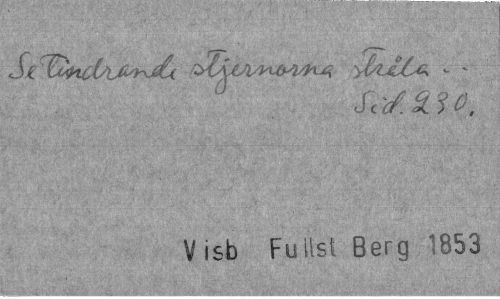 Se tindrande stjernorna stråla . .
Sid. 230.
Visb Fullst Berg 1853